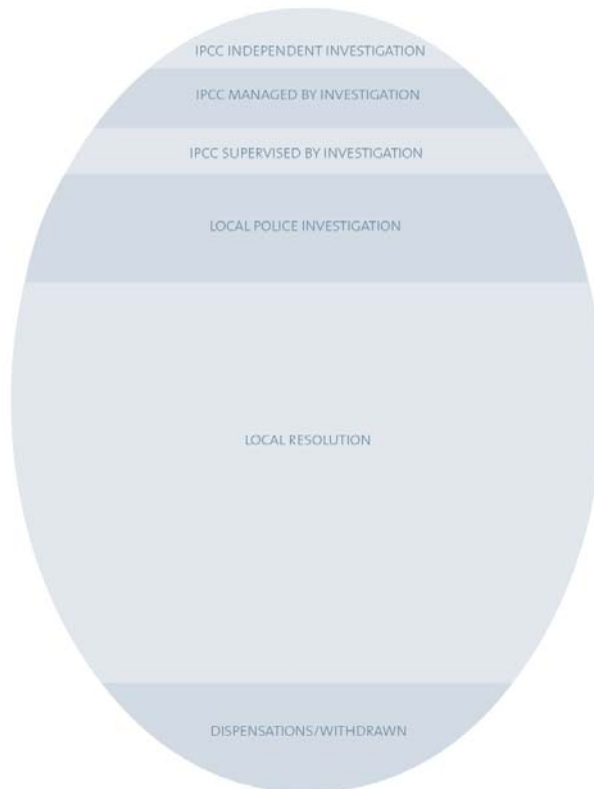 IPCC INDEPENDENT INVESTIGATION
IPCC MANAGED BY INVESTIGATION
IPCC SUPERVISED BY INVESTIGATION
LOCAL POLICE INVESTIGATION
LOCAL RESOLUTION
DISPENSATIONS/WITHDRAWN